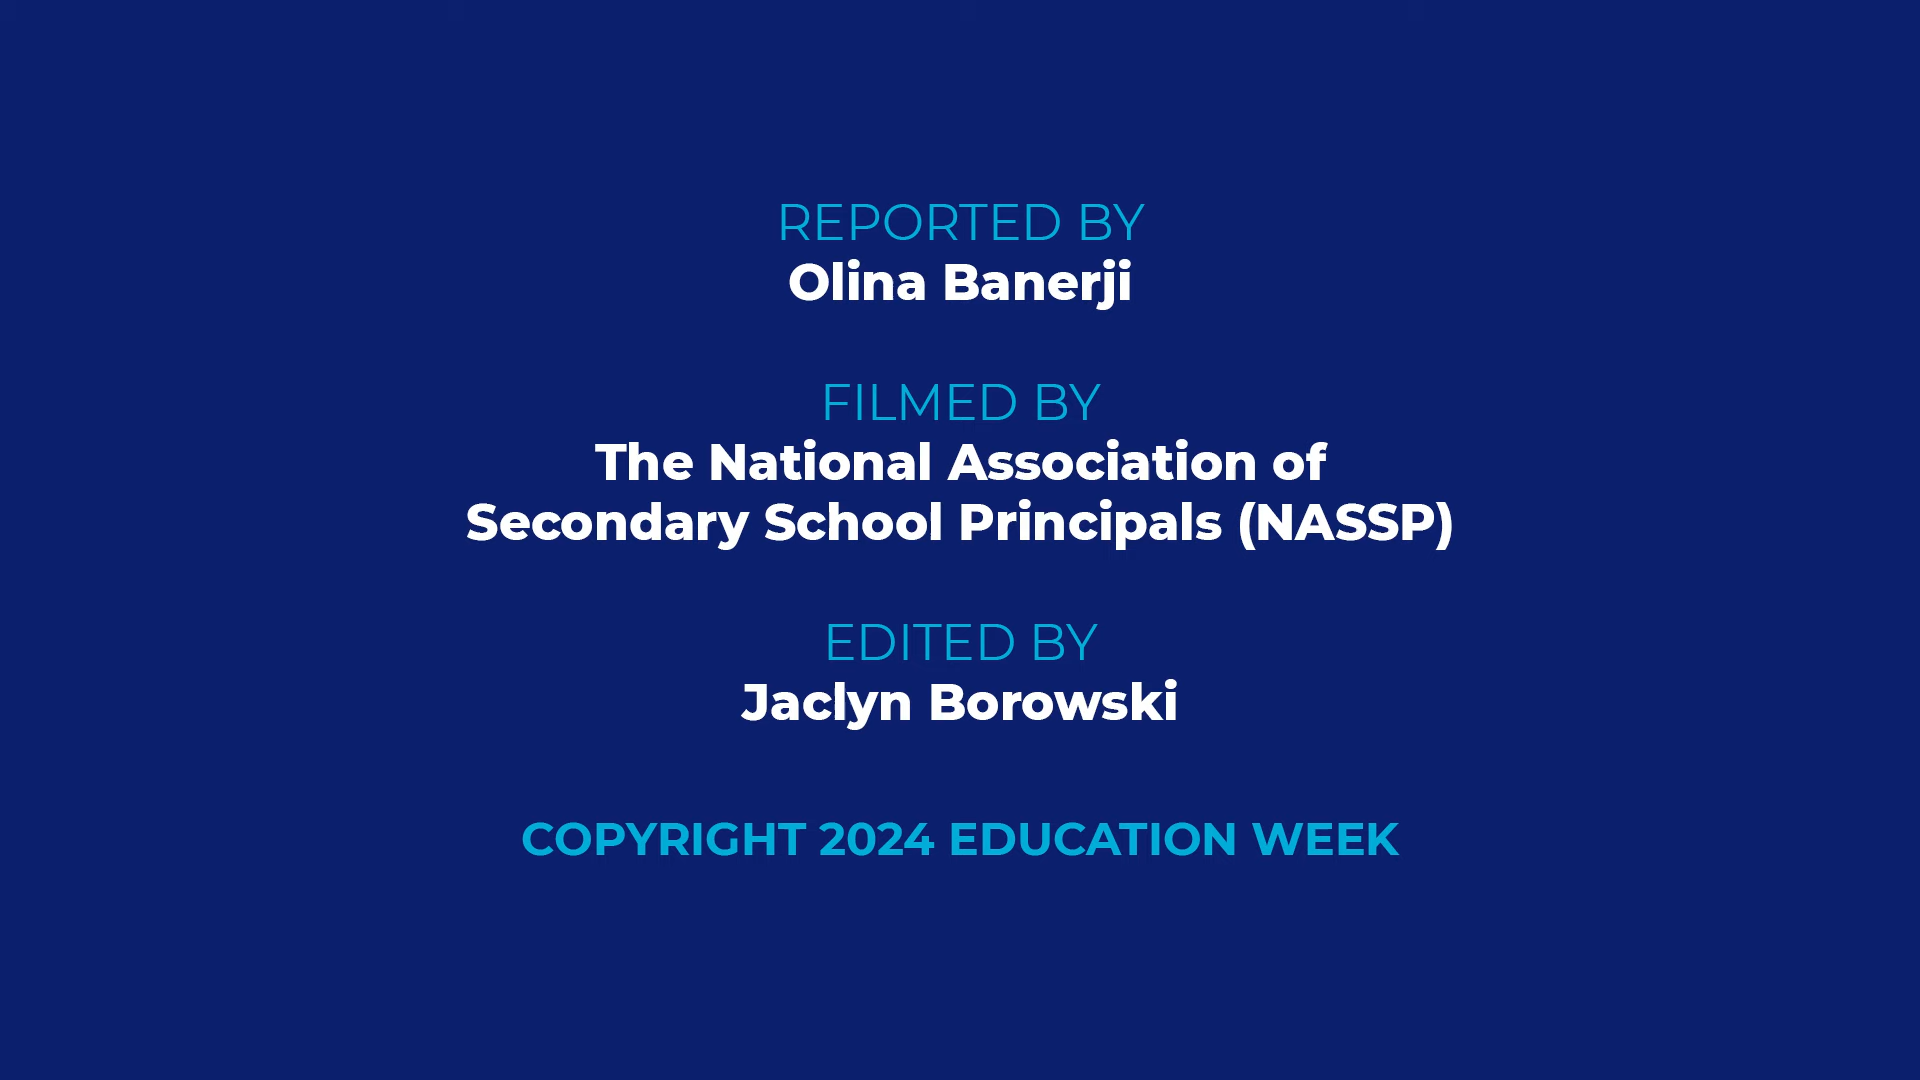 REPORTED BY
Olina Banerji
FILMED BY
The National Association of
Secondary School Principals (NASSP)
EDITED BY
Jaclyn Borowski
COPYRIGHT 2024 EDUCATION WEEK